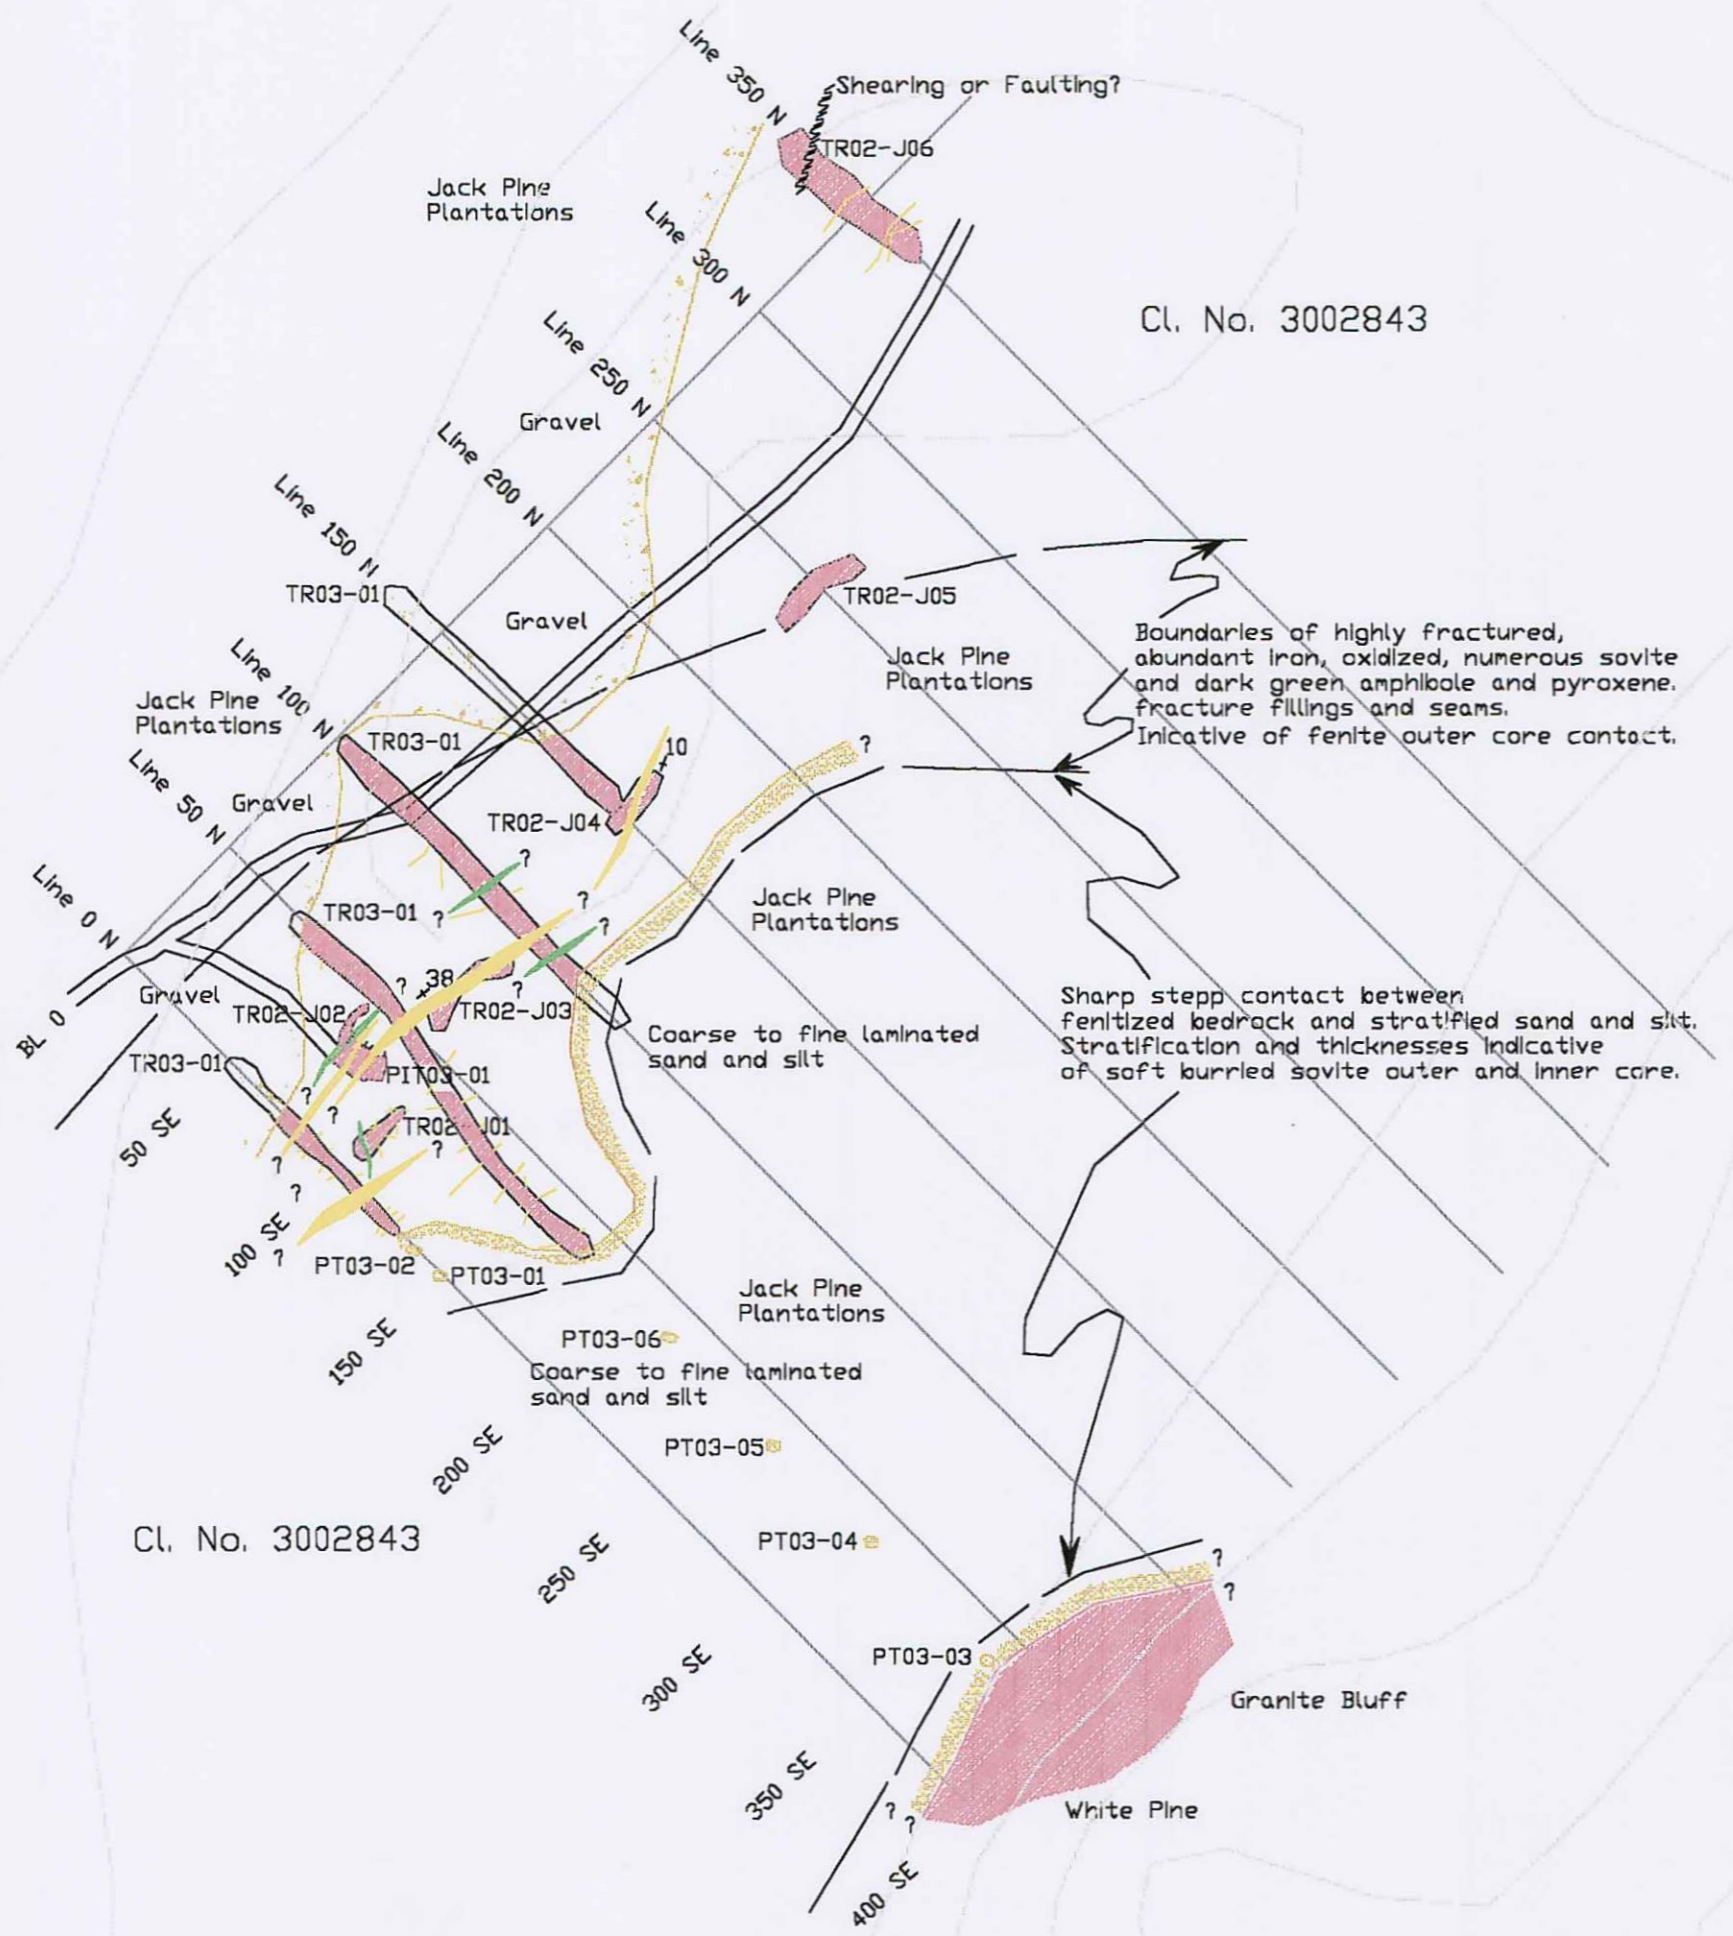 Line 350 N
Shearing or Faulting?
TR02-J06
Jack Pine
Plantations
Line 300 N
Cl. No. 3002843
Line 250 N
Gravel
Line 200 N
Line 150 N
TR03-01
Gravel
TR02-J05
Boundaries of highly fractured,
abundant iron, oxidized, numerous sovite
and dark green amphibole and pyroxene.
fracture fillings and seams.
Inicative of fenite outer core contact.
Jack Pine
Plantations
Line 100 N
Jack Pine
Plantations
TR03-01
10
?
Line 50 N
Gravel
TR02-J04
?
Line 0 N
?
Jack Pine
Plantations
TR03-01
?
?
38
?
?
Gravel
TR02-J02
TR02-J03
BL 0
Sharp stepp contact between
fenitized bedrock and stratified sand and silt.
Stratification and thicknesses indicative
of soft burried sovite outer and inner core.
Coarse to fine laminated
sand and silt
TR03-01
PIT03-01
?
?
50 SE
TR02-J01
?
?
?
100 SE
?
PT03-02
PT03-01
Jack Pine
Plantations
150 SE
PT03-06
Coarse to fine laminated
sand and silt
200 SE
PT03-05
Cl. No. 3002843
250 SE
PT03-04
?
?
300 SE
PT03-03
Granite Bluff
350 SE
?
?
White Pine
400 SE